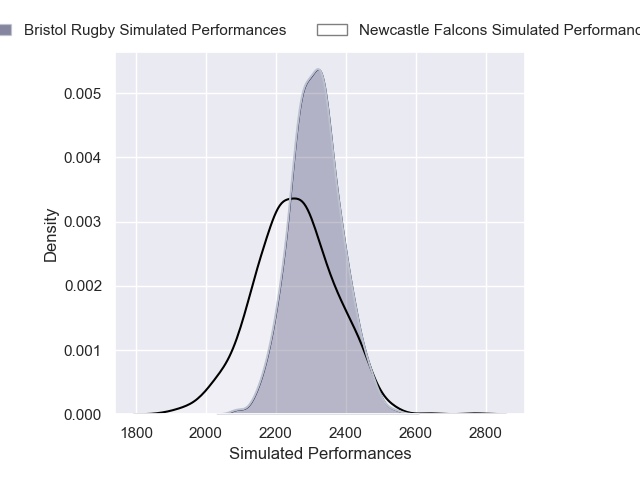 Bristol Rugby Simulated Performances
Newcastle Falcons Simulated
0.005
0.004
0.003
0.002
0.001
0.000
Density
1800 2000 2200 2400 2600 2800
Simulated Performances